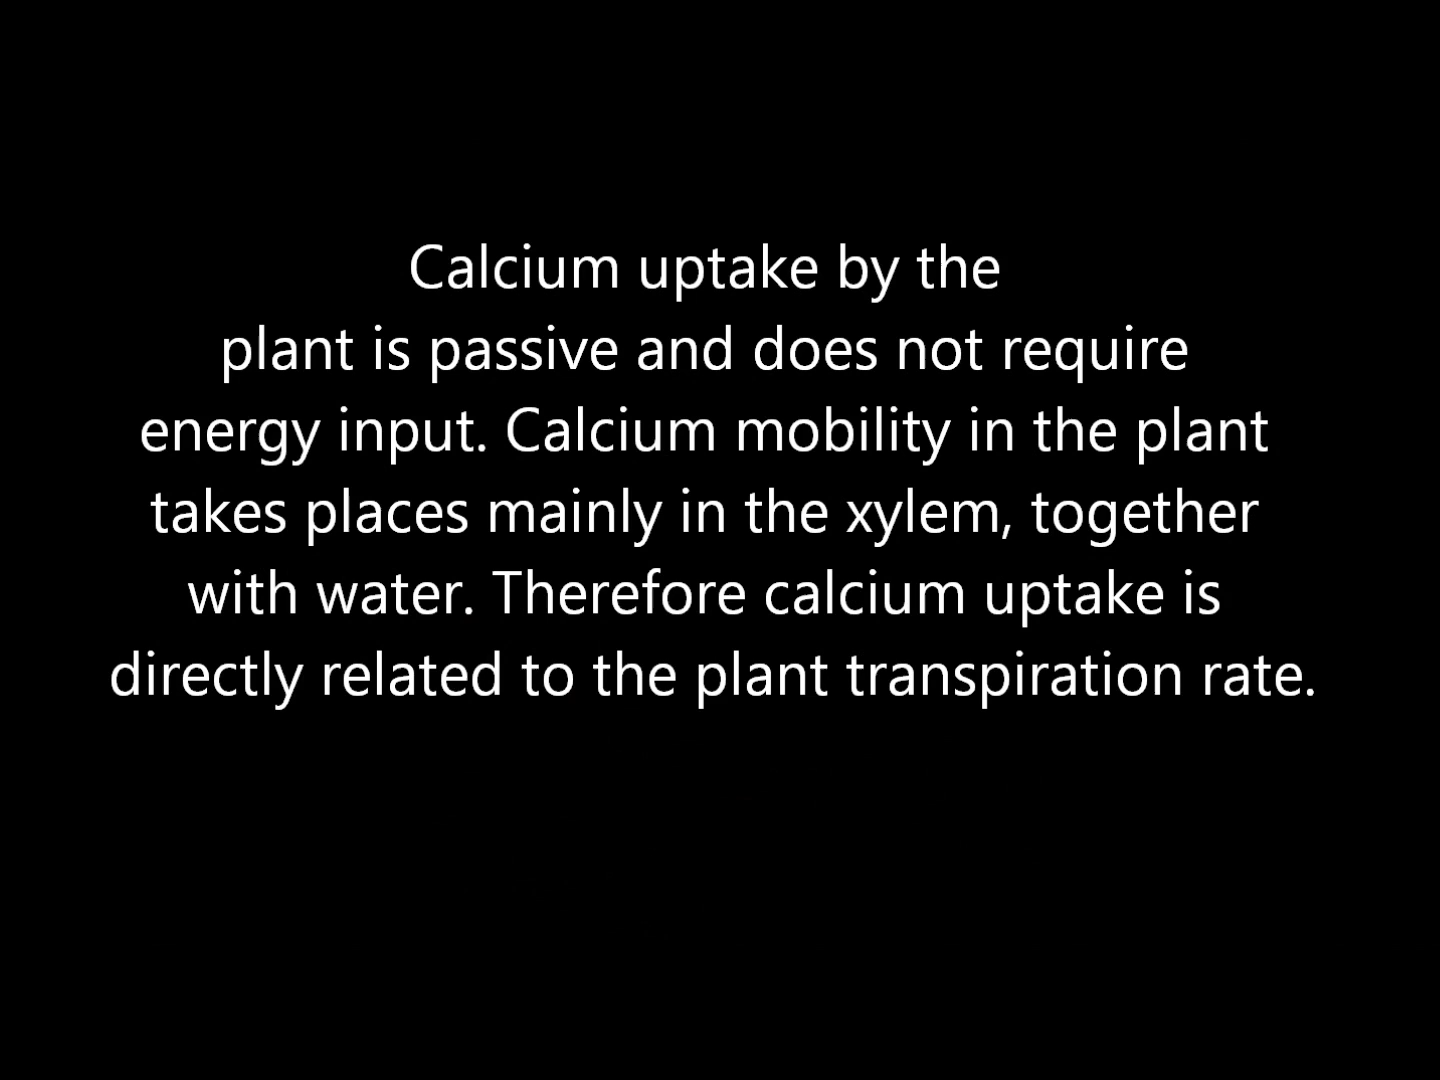 Calcium uptake by the
plant is passive and does not require
energy input. Calcium mobility in the plant
takes places mainly in the xylem, together
with water. Therefore calcium uptake is
directly related to the plant transpiration rate.